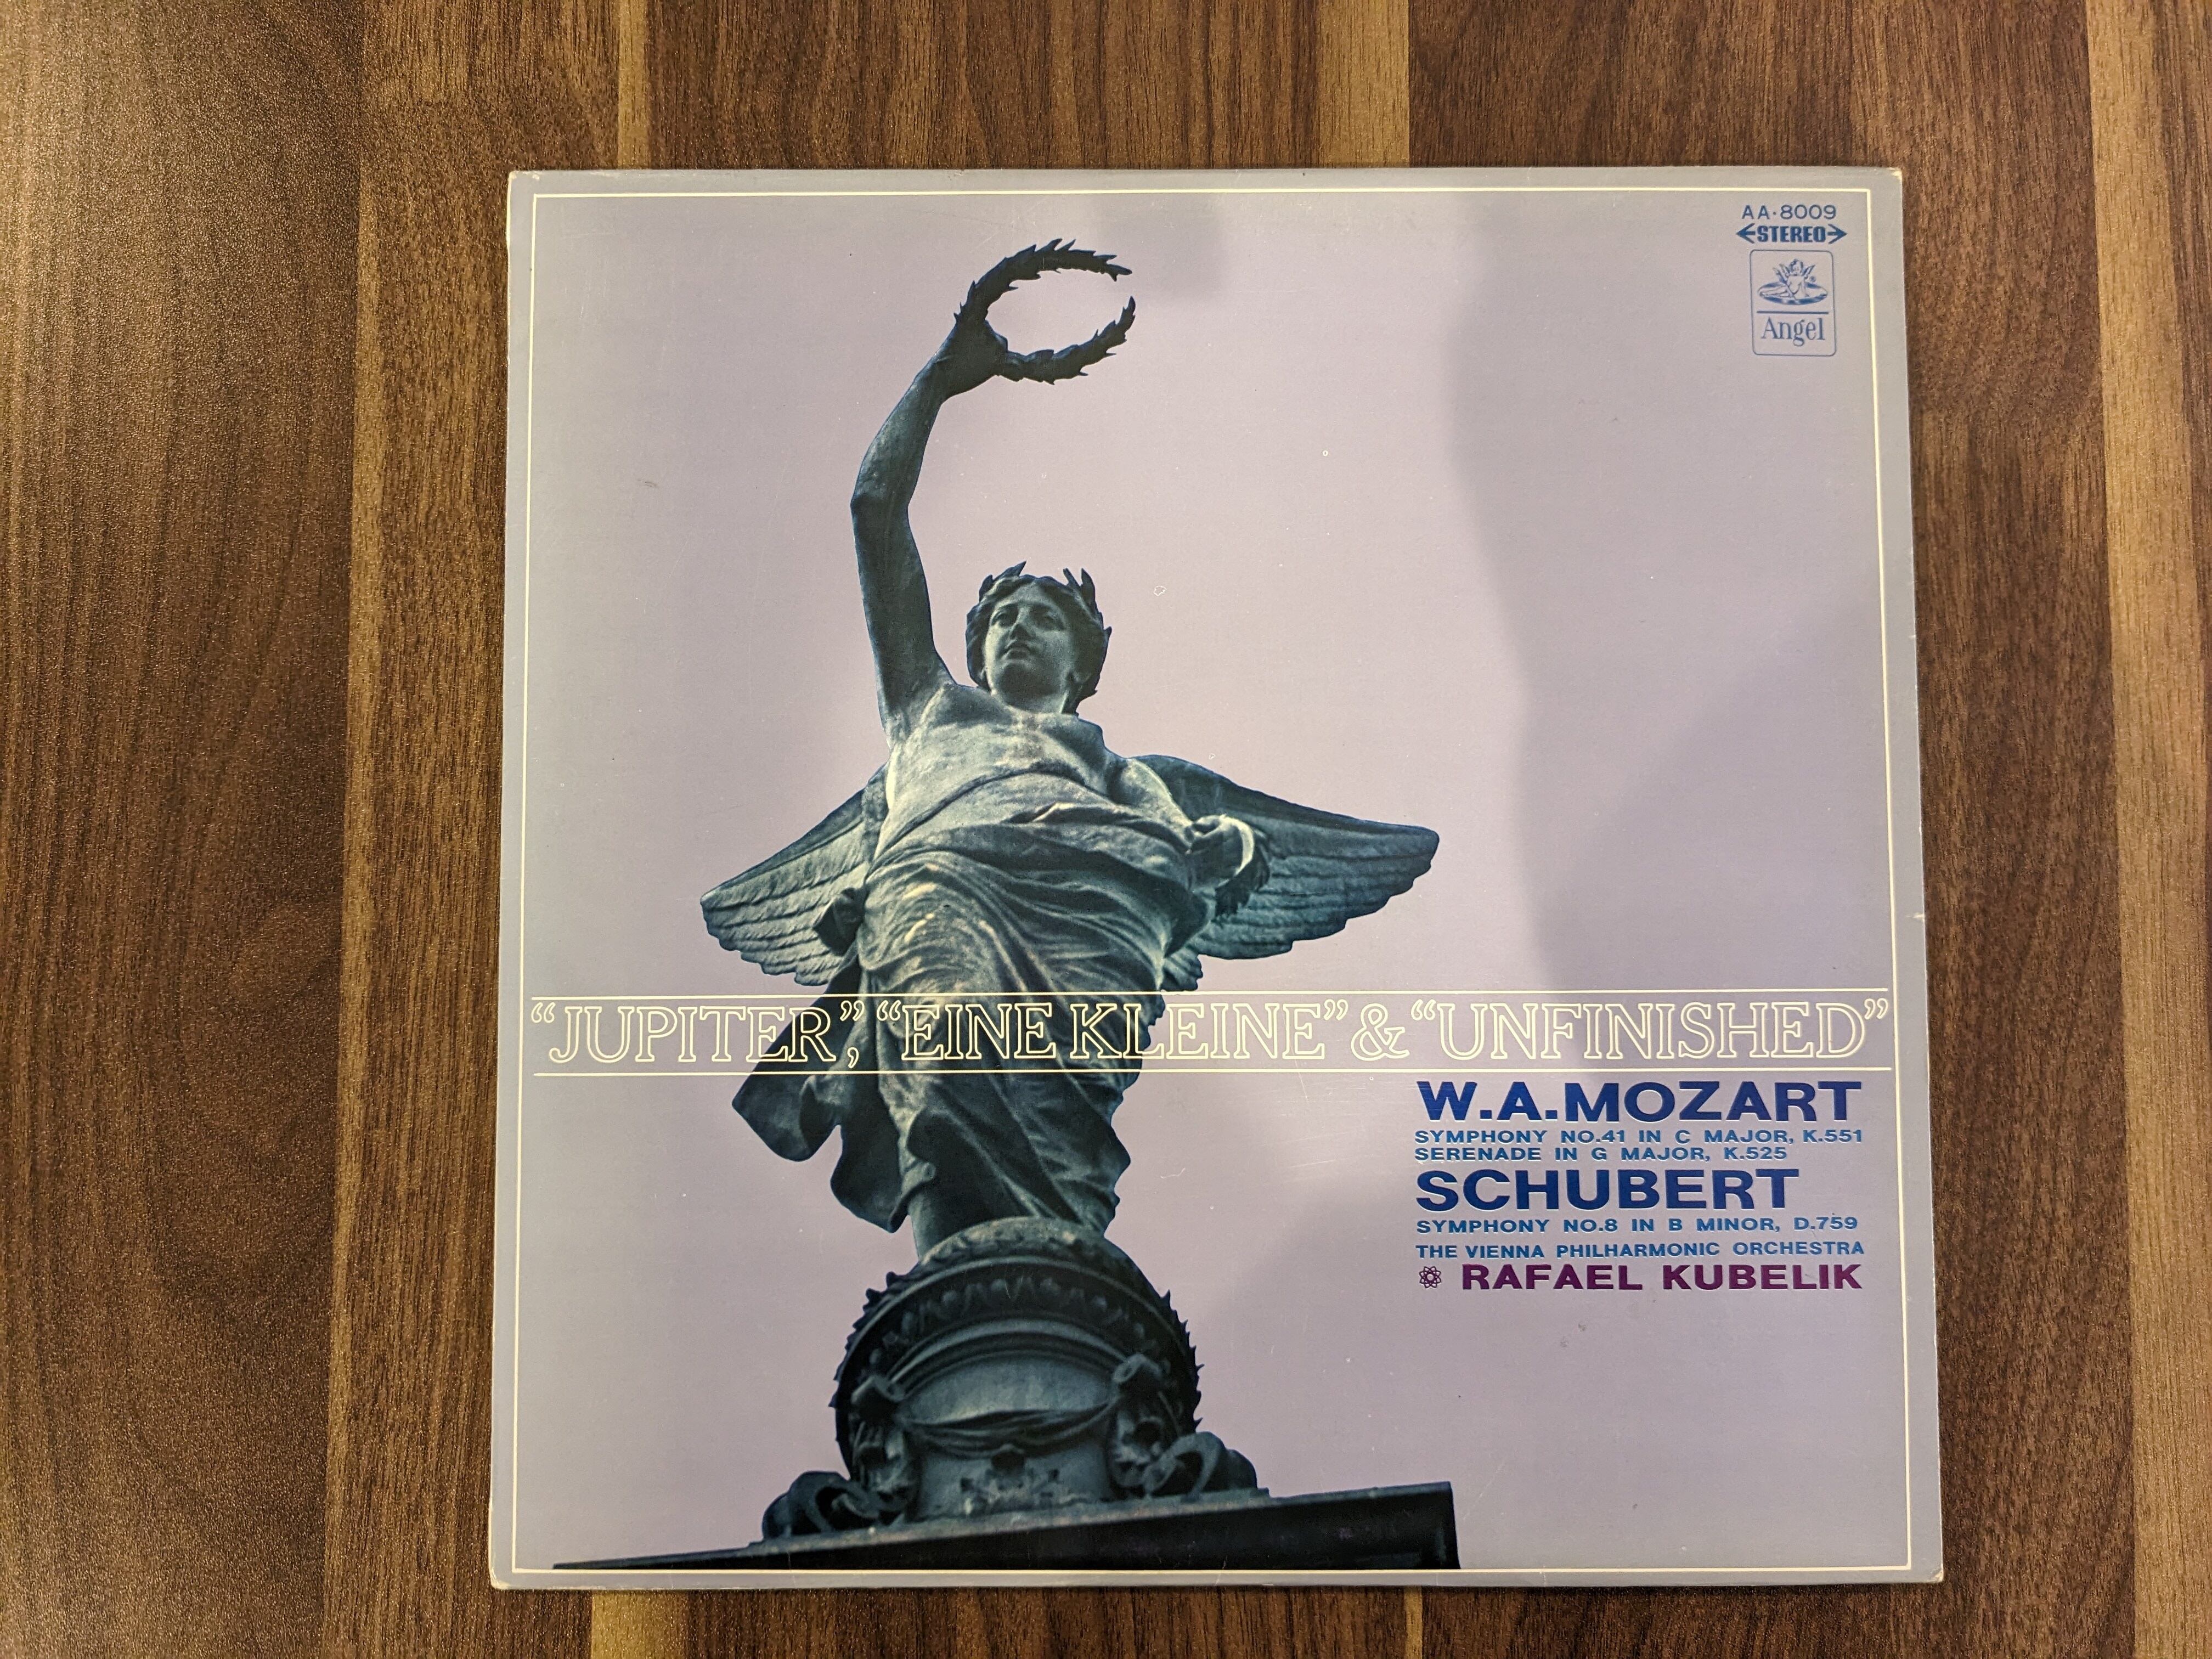 AA·8009
STEREO
Angel
“JUPITER”, “EINE KLEINE” & “UNFINISHED”
W.A.MOZART
SYMPHONY NO.41 IN C MAJOR, K.551
SERENADE IN G MAJOR, K.525
SCHUBERT
SYMPHONY NO.8 IN B MINOR, D.759
THE VIENNA PHILHARMONIC ORCHESTRA
RAFAEL KUBELIK